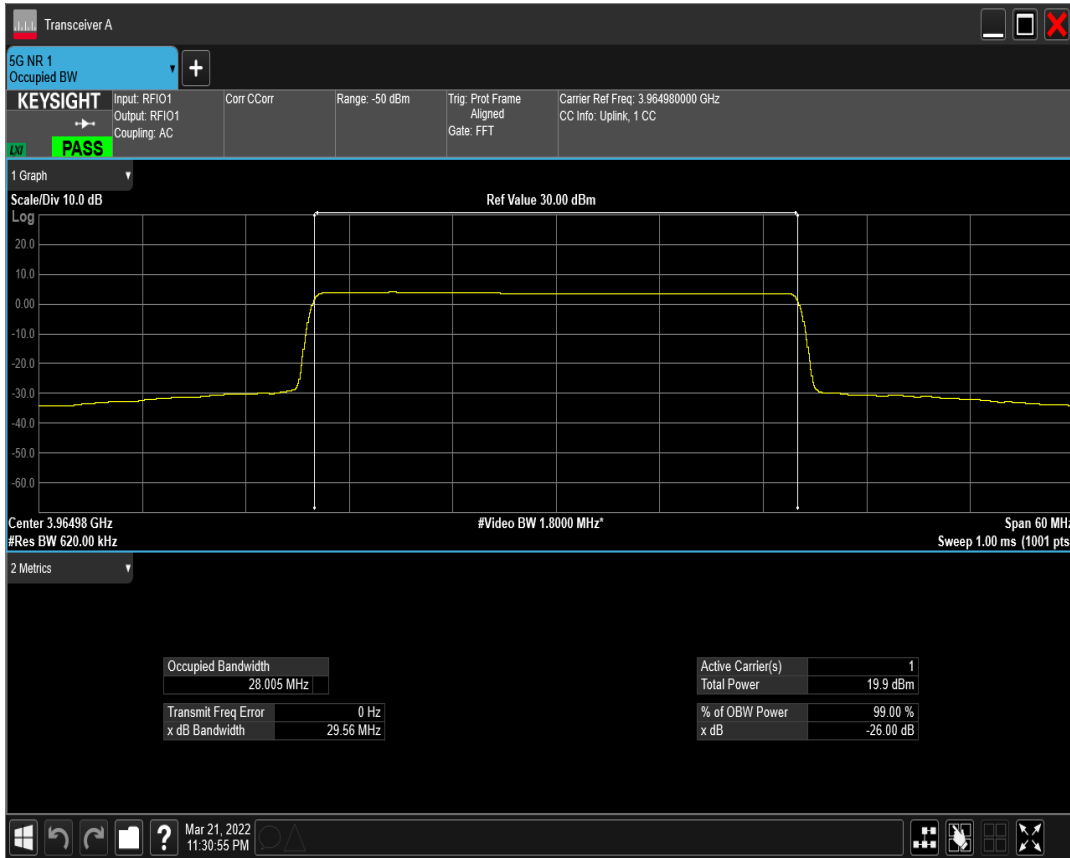 Transceiver A
5G NR 1
Occupied BW
+
KEYSIGHT
LXI
PASS
Input: RFIO1
Output: RFIO1
Coupling: AC
Corr CCorr
Range: -50 dBm
Trig: Prot Frame
Aligned
Gate: FFT
Carrier Ref Freq: 3.964980000 GHz
CC Info: Uplink, 1 CC
1 Graph
Scale/Div 10.0 dB
Ref Value 30.00 dBm
Log
20.0
10.0
0.00
-10.0
-20.0
-30.0
-40.0
-50.0
-60.0
Center 3.96498 GHz
#Video BW 1.8000 MHz*
Span 60 MHz
#Res BW 620.00 kHz
Sweep 1.00 ms (1001 pts
2 Metrics
Occupied Bandwidth
28.005 MHz
Transmit Freq Error 0 Hz
x dB Bandwidth 29.56 MHz
Active Carrier(s) 1
Total Power 19.9 dBm
% of OBW Power 99.00 %
x dB -26.00 dB
?
Mar 21, 2022
11:30:55 PM